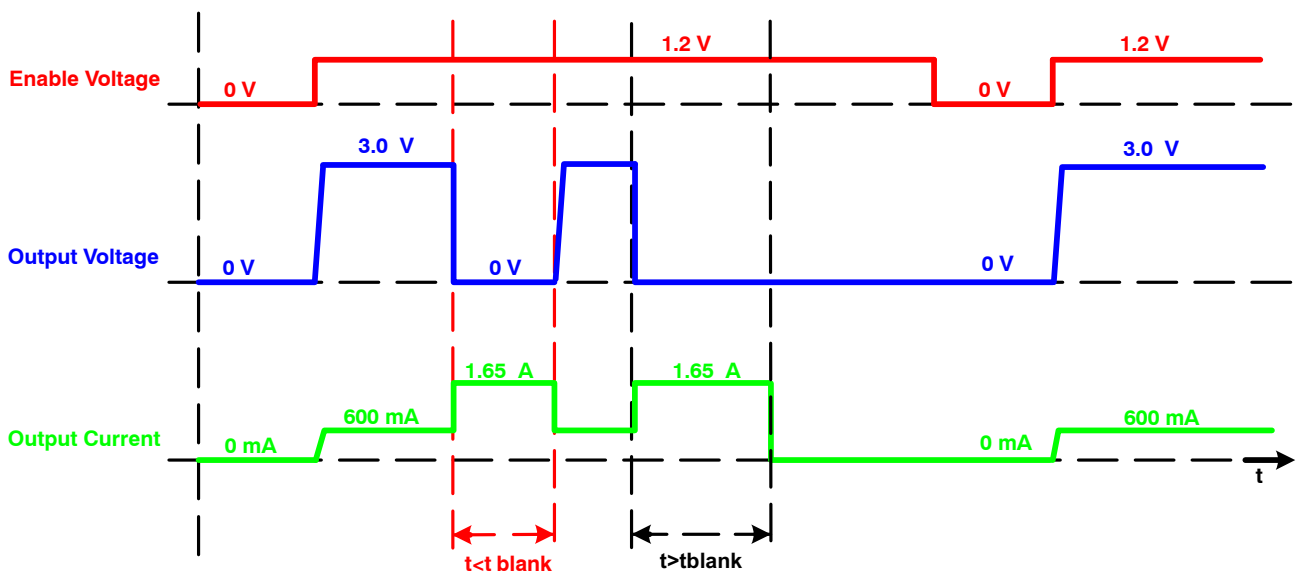 1.2 V
1.2 V
Enable Voltage
0 V
0 V
3.0 V
3.0 V
Output Voltage
0 V
0 V
0 V
1.65 A
1.65 A
600 mA
600 mA
Output Current
0 mA
0 mA
t
t<t blank
t>tblank